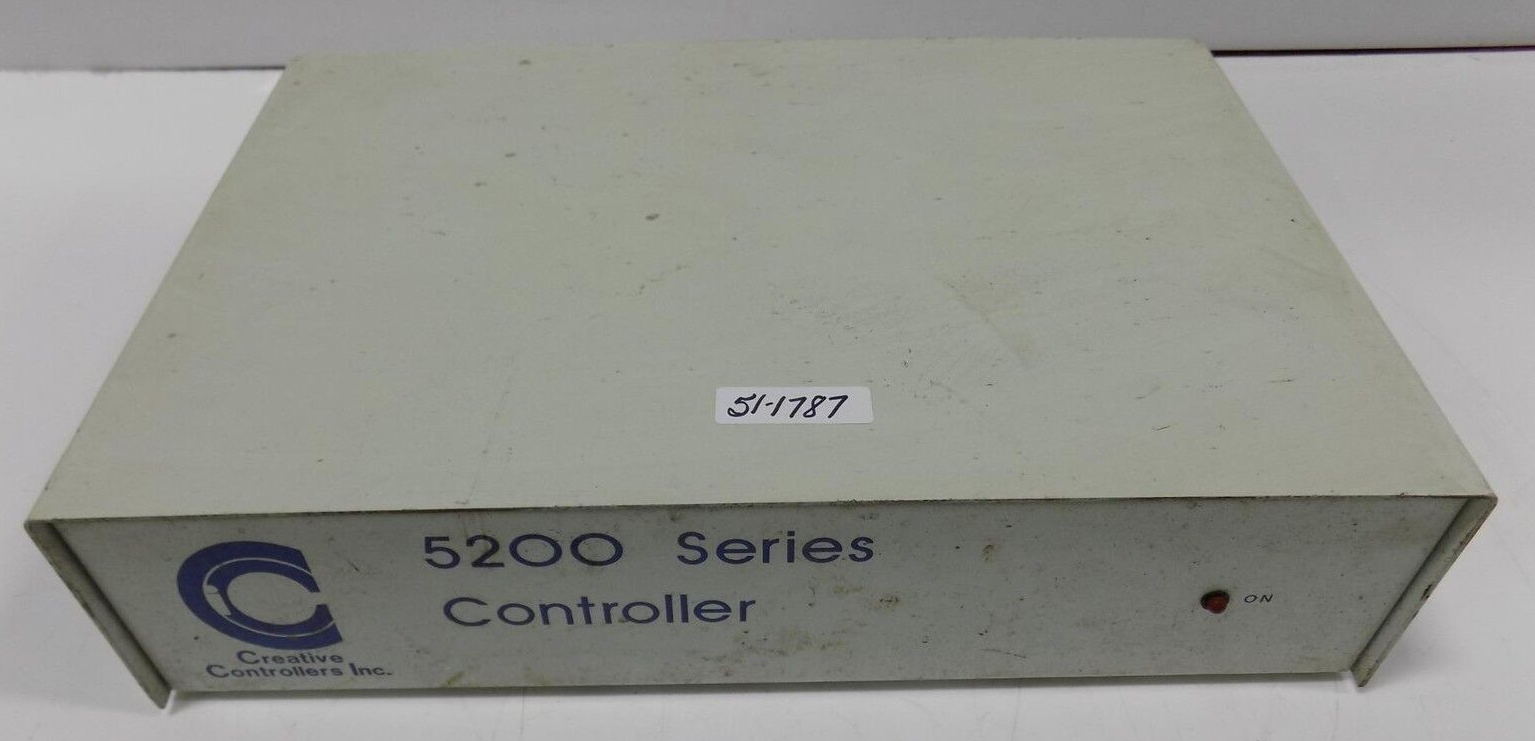 51-1787
5200 Series
Controller
ON
Creative
Controllers Inc.